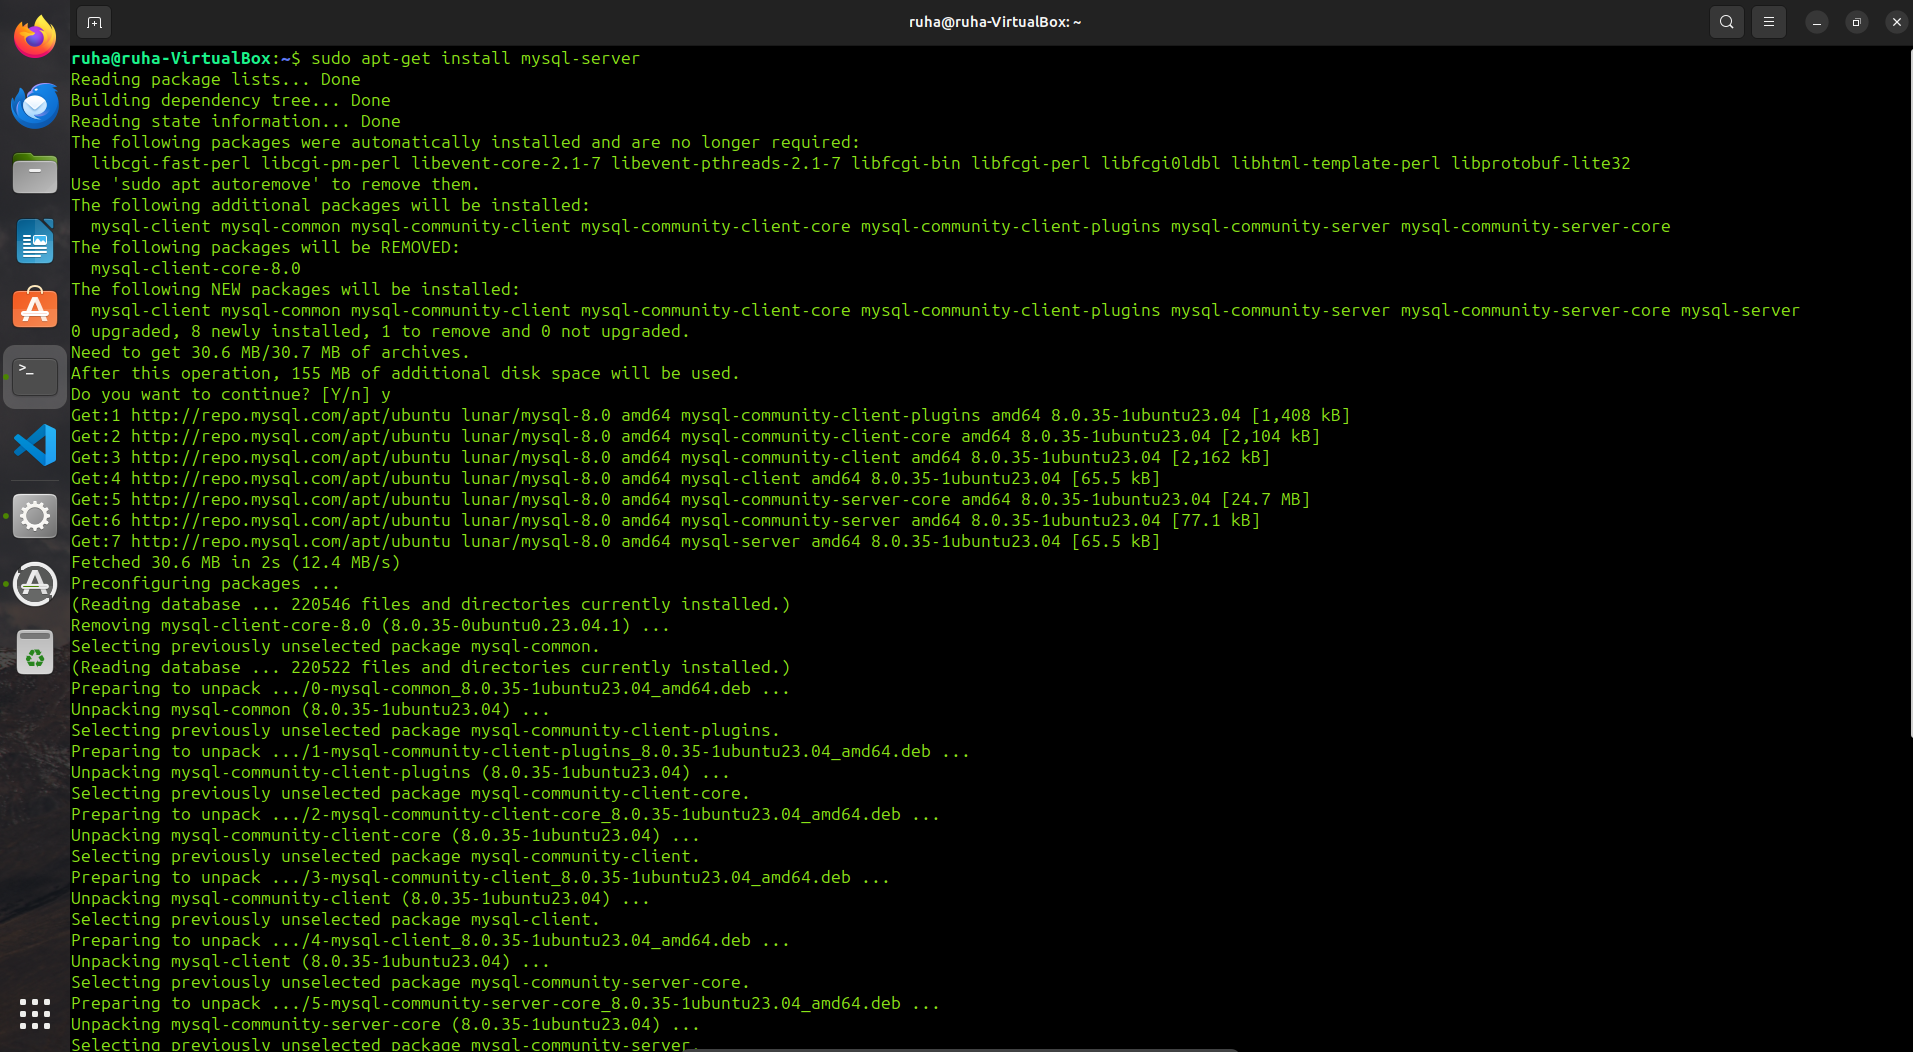 ruha@ruha-VirtualBox: ~
ruha@ruha-VirtualBox:~$ sudo apt-get install mysql-server
Reading package lists... Done
Building dependency tree... Done
Reading state information... Done
The following packages were automatically installed and are no longer required:
  libcgi-fast-perl libcgi-pm-perl libevent-core-2.1-7 libevent-pthreads-2.1-7 libfcgi-bin libfcgi-perl libfcgi0ldbl libhtml-template-perl libprotobuf-lite32
Use 'sudo apt autoremove' to remove them.
The following additional packages will be installed:
  mysql-client mysql-common mysql-community-client mysql-community-client-core mysql-community-client-plugins mysql-community-server mysql-community-server-core
The following packages will be REMOVED:
  mysql-client-core-8.0
The following NEW packages will be installed:
  mysql-client mysql-common mysql-community-client mysql-community-client-core mysql-community-client-plugins mysql-community-server mysql-community-server-core mysql-server
0 upgraded, 8 newly installed, 1 to remove and 0 not upgraded.
Need to get 30.6 MB/30.7 MB of archives.
After this operation, 155 MB of additional disk space will be used.
Do you want to continue? [Y/n] y
Get:1 http://repo.mysql.com/apt/ubuntu lunar/mysql-8.0 amd64 mysql-community-client-plugins amd64 8.0.35-1ubuntu23.04 [1,408 kB]
Get:2 http://repo.mysql.com/apt/ubuntu lunar/mysql-8.0 amd64 mysql-community-client-core amd64 8.0.35-1ubuntu23.04 [2,104 kB]
Get:3 http://repo.mysql.com/apt/ubuntu lunar/mysql-8.0 amd64 mysql-community-client amd64 8.0.35-1ubuntu23.04 [2,162 kB]
Get:4 http://repo.mysql.com/apt/ubuntu lunar/mysql-8.0 amd64 mysql-client amd64 8.0.35-1ubuntu23.04 [65.5 kB]
Get:5 http://repo.mysql.com/apt/ubuntu lunar/mysql-8.0 amd64 mysql-community-server-core amd64 8.0.35-1ubuntu23.04 [24.7 MB]
Get:6 http://repo.mysql.com/apt/ubuntu lunar/mysql-8.0 amd64 mysql-community-server amd64 8.0.35-1ubuntu23.04 [77.1 kB]
Get:7 http://repo.mysql.com/apt/ubuntu lunar/mysql-8.0 amd64 mysql-server amd64 8.0.35-1ubuntu23.04 [65.5 kB]
Fetched 30.6 MB in 2s (12.4 MB/s)
Preconfiguring packages ...
(Reading database ... 220546 files and directories currently installed.)
Removing mysql-client-core-8.0 (8.0.35-0ubuntu0.23.04.1) ...
Selecting previously unselected package mysql-common.
(Reading database ... 220522 files and directories currently installed.)
Preparing to unpack .../0-mysql-common_8.0.35-1ubuntu23.04_amd64.deb ...
Unpacking mysql-common (8.0.35-1ubuntu23.04) ...
Selecting previously unselected package mysql-community-client-plugins.
Preparing to unpack .../1-mysql-community-client-plugins_8.0.35-1ubuntu23.04_amd64.deb ...
Unpacking mysql-community-client-plugins (8.0.35-1ubuntu23.04) ...
Selecting previously unselected package mysql-community-client-core.
Preparing to unpack .../2-mysql-community-client-core_8.0.35-1ubuntu23.04_amd64.deb ...
Unpacking mysql-community-client-core (8.0.35-1ubuntu23.04) ...
Selecting previously unselected package mysql-community-client.
Preparing to unpack .../3-mysql-community-client_8.0.35-1ubuntu23.04_amd64.deb ...
Unpacking mysql-community-client (8.0.35-1ubuntu23.04) ...
Selecting previously unselected package mysql-client.
Preparing to unpack .../4-mysql-client_8.0.35-1ubuntu23.04_amd64.deb ...
Unpacking mysql-client (8.0.35-1ubuntu23.04) ...
Selecting previously unselected package mysql-community-server-core.
Preparing to unpack .../5-mysql-community-server-core_8.0.35-1ubuntu23.04_amd64.deb ...
Unpacking mysql-community-server-core (8.0.35-1ubuntu23.04) ...
Selecting previously unselected package mysql-community-server.